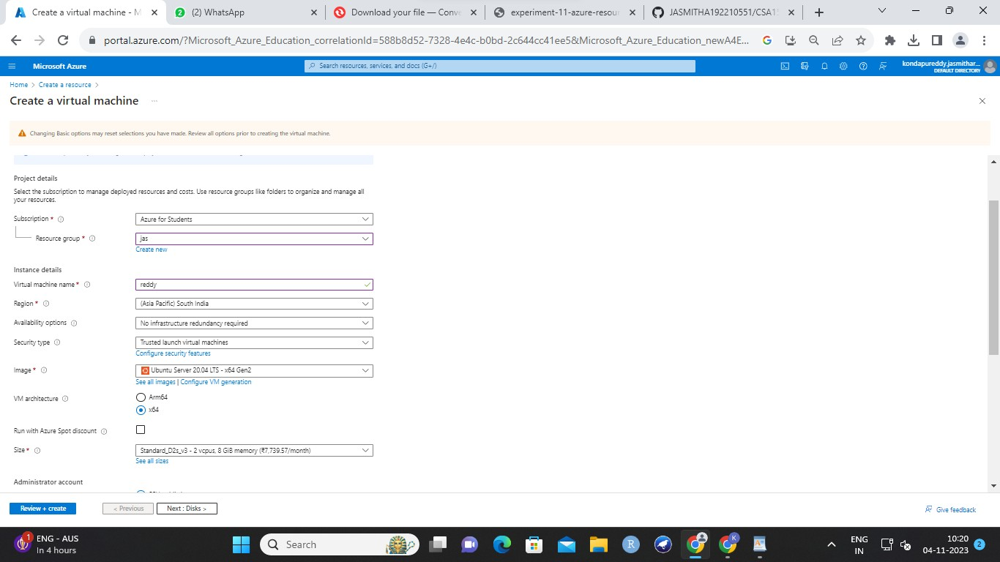 Create a virtual machine - M
(2) WhatsApp
Download your file — Conve
experiment-11-azure-resour
JASMITHA192210551/CSA13
portal.azure.com/?Microsoft_Azure_Education_correlationId=588b8d52-7328-4e4c-b0bd-2c644cc41ee5&Microsoft_Azure_Education_newA4E...
Microsoft Azure
Search resources, services, and docs (G+/)
kondapureddy.jasmithar...
DEFAULT DIRECTORY
Home > Create a resource >
Create a virtual machine ...
Changing Basic options may reset selections you have made. Review all options prior to creating the virtual machine.
Project details
Select the subscription to manage deployed resources and costs. Use resource groups like folders to organize and manage all
your resources.
Subscription * Azure for Students
Resource group * jas
Create new
Instance details
Virtual machine name * reddy
Region * (Asia Pacific) South India
Availability options No infrastructure redundancy required
Security type Trusted launch virtual machines
Configure security features
Image * Ubuntu Server 20.04 LTS - x64 Gen2
See all images | Configure VM generation
VM architecture Arm64
x64
Run with Azure Spot discount
Size * Standard_D2s_v3 - 2 vcpus, 8 GiB memory (₹7,739.57/month)
See all sizes
Administrator account
Review + create
< Previous
Next : Disks >
Give feedback
1
ENG - AUS
In 4 hours
Search
R
K
ENG
IN
10:20
04-11-2023
2